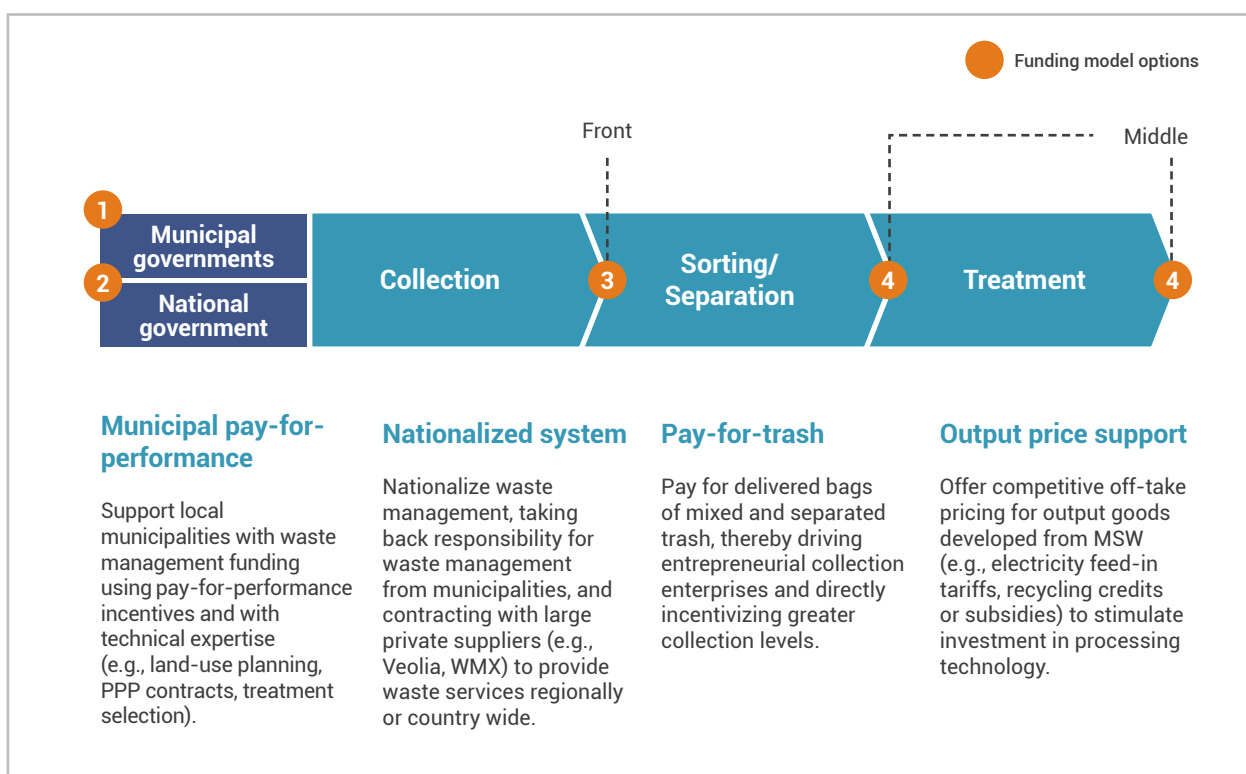 Funding model options
Front
Middle
1
Municipal
governments
2
National
government
Collection
3
Sorting/
Separation
4
Treatment
4
Municipal pay-for-
performance
Support local
municipalities with waste
management funding
using pay-for-performance
incentives and with
technical expertise
(e.g., land-use planning,
PPP contracts, treatment
selection).
Nationalized system
Nationalize waste
management, taking
back responsibility for
waste management
from municipalities, and
contracting with large
private suppliers (e.g.,
Veolia, WMX) to provide
waste services regionally
or country wide.
Pay-for-trash
Pay for delivered bags
of mixed and separated
trash, thereby driving
entrepreneurial collection
enterprises and directly
incentivizing greater
collection levels.
Output price support
Offer competitive off-take
pricing for output goods
developed from MSW
(e.g., electricity feed-in
tariffs, recycling credits
or subsidies) to stimulate
investment in processing
technology.